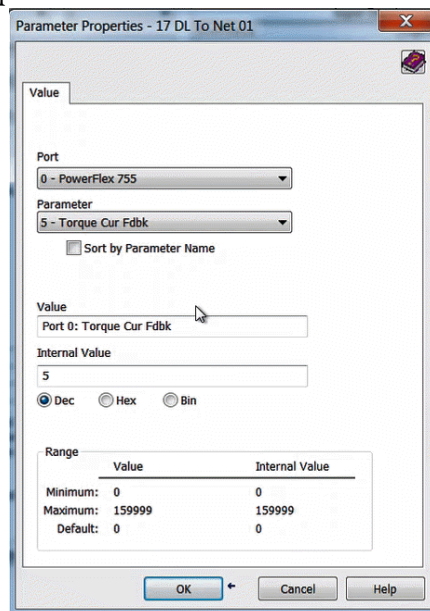 Parameter Properties - 17 DL To Net 01
Value
Port
0 - PowerFlex 755
Parameter
5 - Torque Cur Fdbk
Sort by Parameter Name
Value
Port 0: Torque Cur Fdbk
Internal Value
5
Dec Hex Bin
Range
Value Internal Value
Minimum: 0 0
Maximum: 159999 159999
Default: 0 0
OK Cancel Help